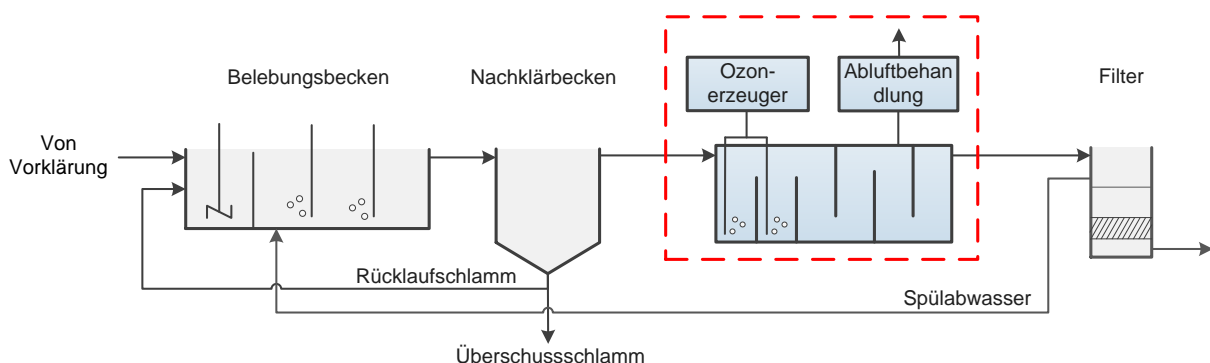 Belebungsbecken
Nachklärbecken
Ozon-
erzeuger
Abluftbehan
dlung
Filter
Von
Vorklärung
Rücklaufschlamm
Spülabwasser
Überschussschlamm